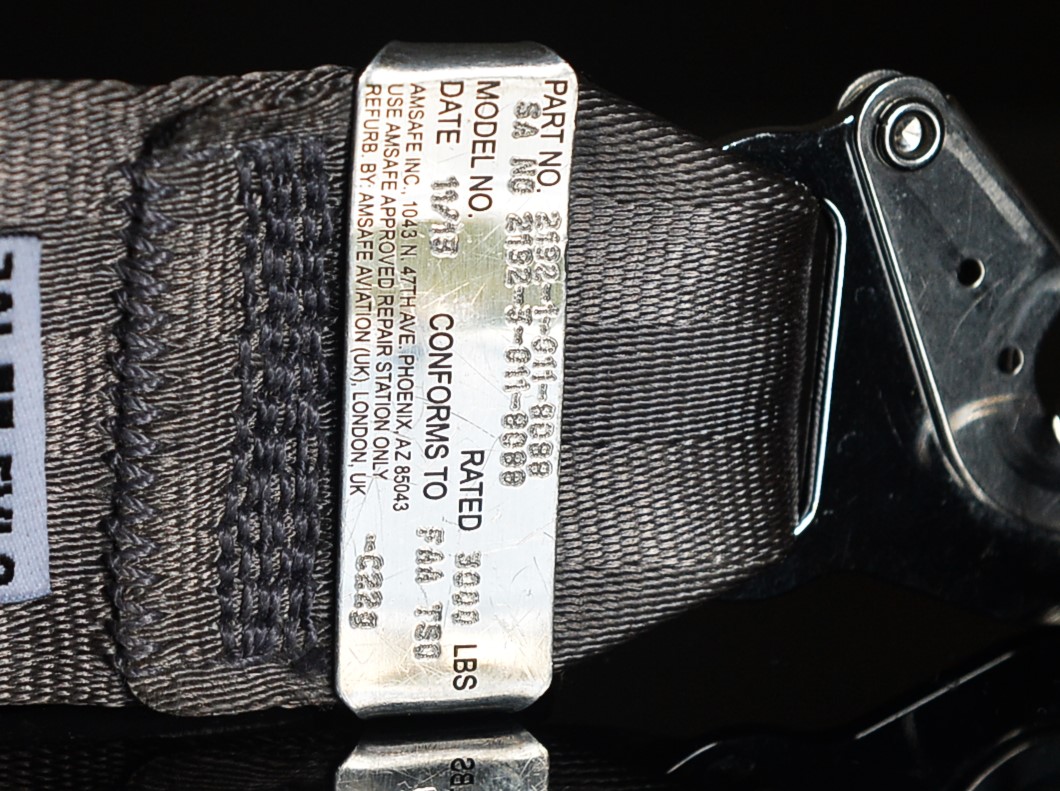 PART NO. 2192-1-011-8088
SA NO 2192-3-011-8088
MODEL NO. RATED 3000 LBS
DATE 11/13 CONFORMS TO FAA TSO
AMSAFE INC., 1043 N. 47TH AVE. PHOENIX, AZ 85043
USE AMSAFE APPROVED REPAIR STATION ONLY
REFURB. BY: AMSAFE AVIATION (UK), LONDON, UK -C22G